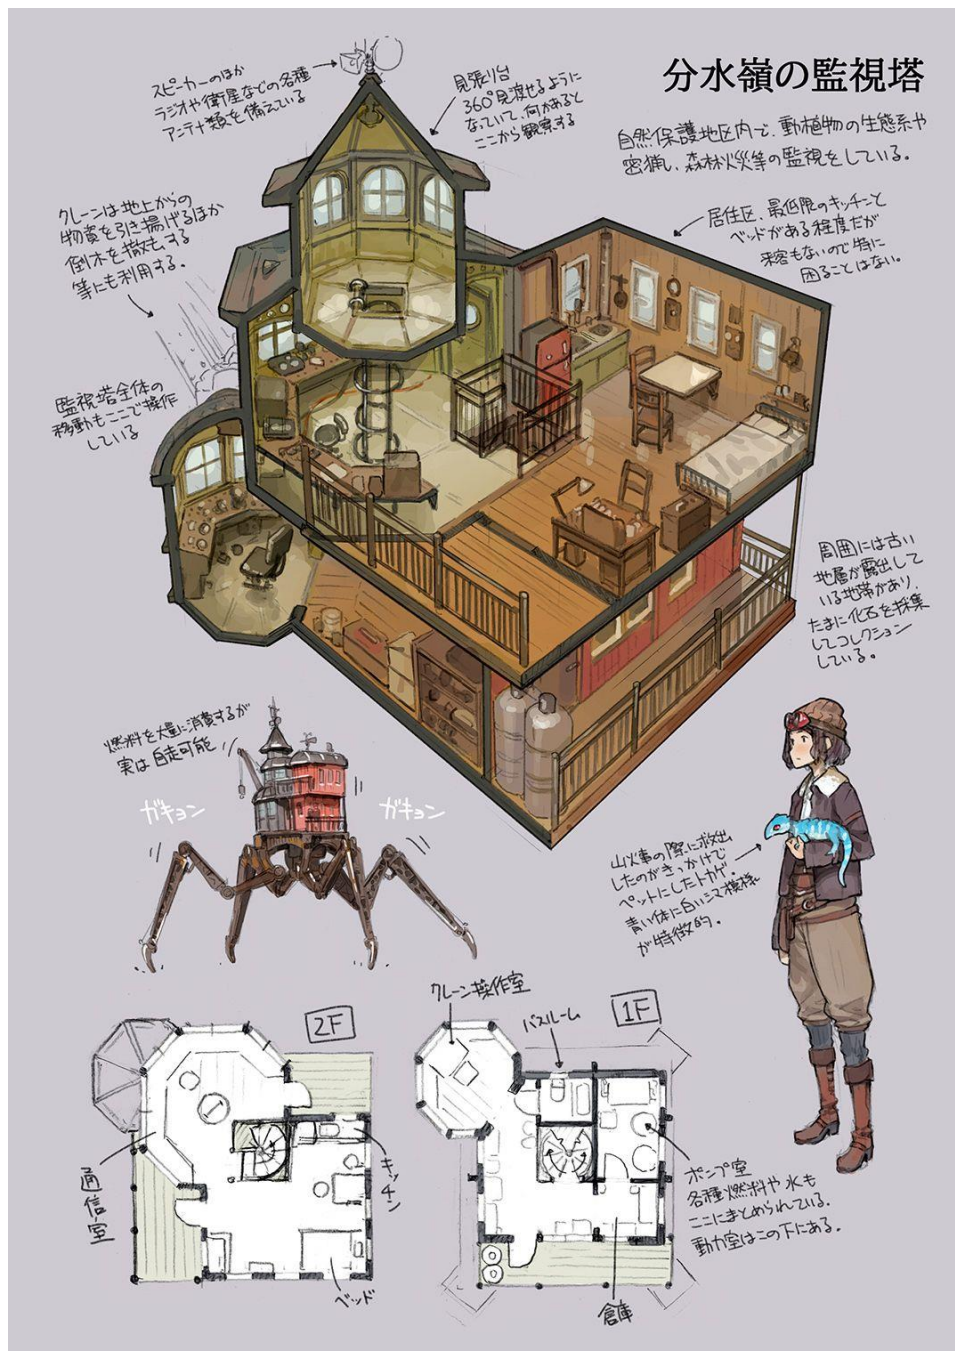 分水嶺の監視塔
自然保護地区内で、動植物の生態系や
密猟、森林火災等の監視をしている。
スピーカーのほか
ラジオや衛星などの各種
アンテナ類を備えている
見張り台
360°見渡せるように
なっていて、何かあると
ここから観察する
居住区、最低限のキッチンと
ベッドがある程度だが
来客もないので特に
困ることはない。
クレーンは地上からの
物資を引き揚げるほか
倒木を撤去する
等にも利用する。
監視塔全体の
移動もここで操作
している
周囲には古い
地層が露出して
いる地帯があり、
たまに化石を採集
してコレクション
している。
燃料を大量に消費するが
実は自走可能
ガキョン
ガキョン
山火事の際に救出
したのがきっかけで
ペットにしたトカゲ。
青い体に白いシマ模様
が特徴的。
2F
通信室
キッチン
ベッド
クレーン操作室
バスルーム
1F
ポンプ室
各種燃料や水も
ここにまとめられている。
動力室はこの下にある。
倉庫